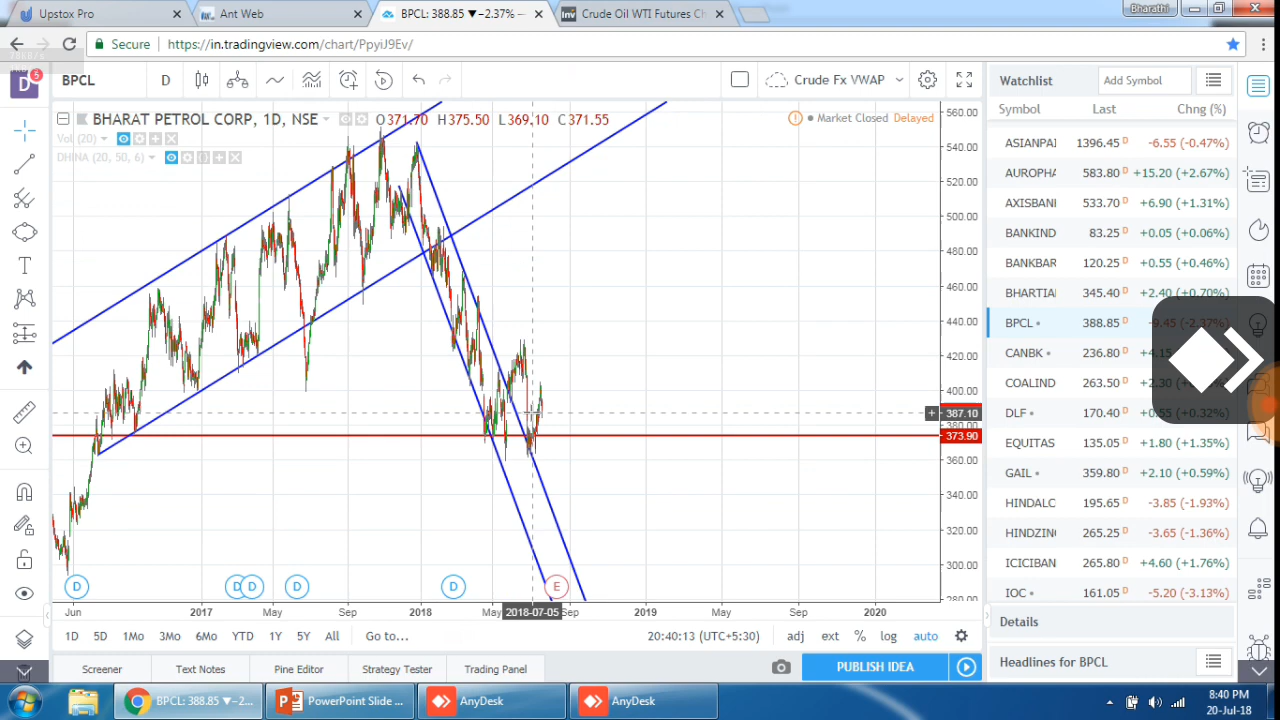 Upstox Pro
Ant Web
BPCL: 388.85 ▼−2.37% —
Crude Oil WTI Futures Ch
Bharathi
Secure
https://in.tradingview.com/chart/PpyiJ9Ev/
5
D
BPCL
D
Crude Fx VWAP
Watchlist
Add Symbol
BHARAT PETROL CORP, 1D, NSE
O371.70 H375.50 L369.10 C371.55
Market Closed Delayed
Vol (20)
DHINA (20, 50, 6)
Symbol Last Chng (%)
ASIANPAI 1396.45 D -6.55 (-0.47%)
AUROPHA 583.80 D +15.20 (+2.67%)
AXISBANI 533.70 D +6.90 (+1.31%)
BANKIND 83.25 D +0.05 (+0.06%)
BANKBAR 120.25 D +0.55 (+0.46%)
BHARTIAI 345.40 D +2.40 (+0.70%)
BPCL 388.85 D -9.45 (-2.37%)
CANBK 236.80 D
COALIND 263.50 D +2.30
DLF 170.40 D +0.55 (+0.32%)
EQUITAS 135.05 D +1.80 (+1.35%)
GAIL 359.80 D +2.10 (+0.59%)
HINDALC 195.65 D -3.85 (-1.93%)
HINDZIN 265.25 D -3.65 (-1.36%)
ICICIBAN 265.80 D +4.60 (+1.76%)
IOC 161.05 D -5.20 (-3.13%)
560.00
540.00
520.00
500.00
480.00
460.00
440.00
420.00
400.00
387.10
373.90
360.00
340.00
320.00
300.00
280.00
D D D D D E
Jun 2017 May Sep 2018 May 2018-07-05 Sep 2019 May Sep 2020
1D 5D 1Mo 3Mo 6Mo YTD 1Y 5Y All Go to...
20:40:13 (UTC+5:30) adj ext % log auto
Details
Screener Text Notes Pine Editor Strategy Tester Trading Panel
PUBLISH IDEA
Headlines for BPCL
BPCL: 388.85 ▼−2...
PowerPoint Slide ...
AnyDesk
AnyDesk
8:40 PM
20-Jul-18